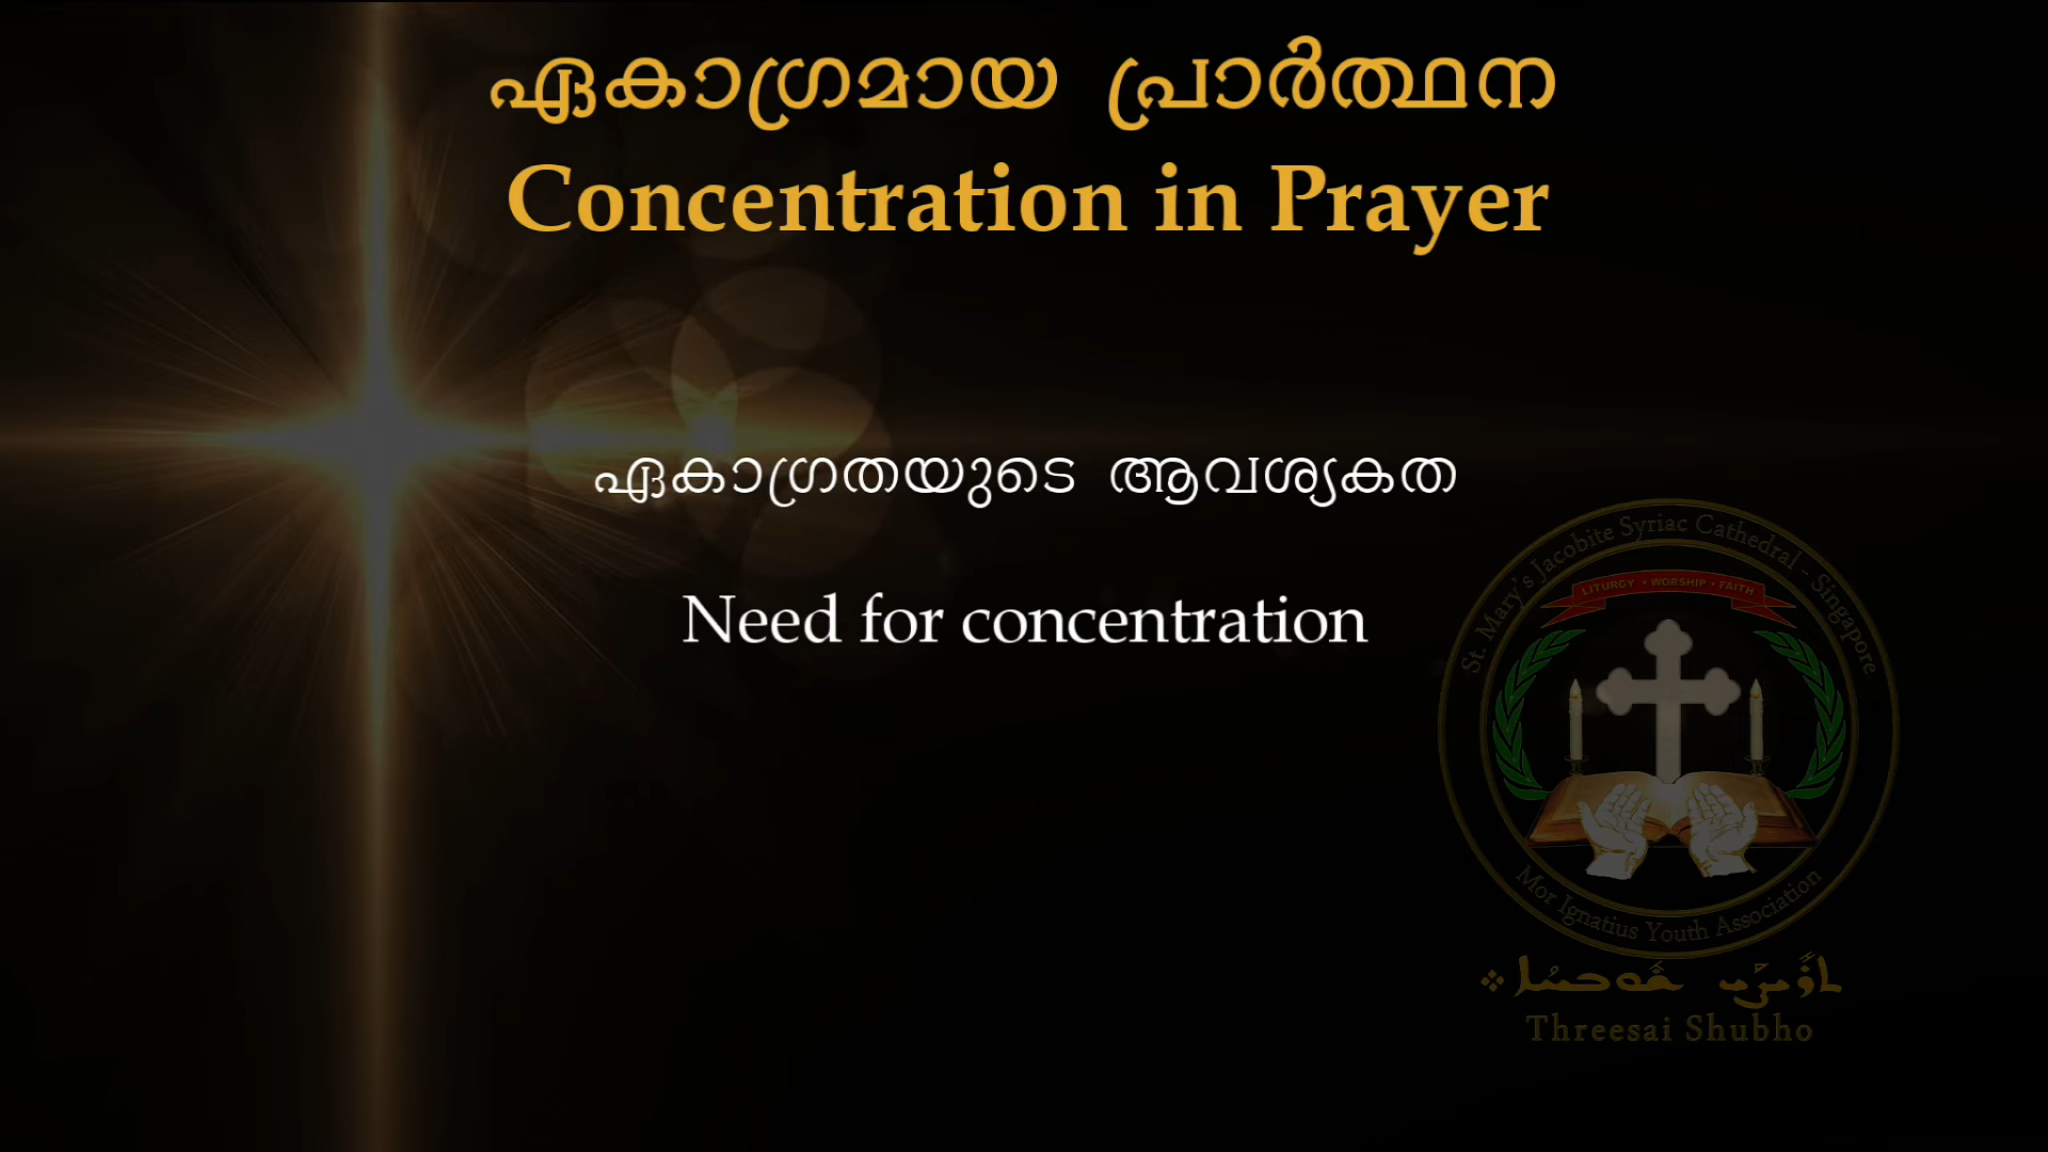 ഏകാഗ്രമായ പ്രാർത്ഥന
Concentration in Prayer
ഏകാഗ്രതയുടെ ആവശ്യകത
Need for concentration
St. Mary's Jacobite Syriac Cathedral - Singapore
LITURGY • WORSHIP • FAITH
Mor Ignatius Youth Association
Threesai Shubho